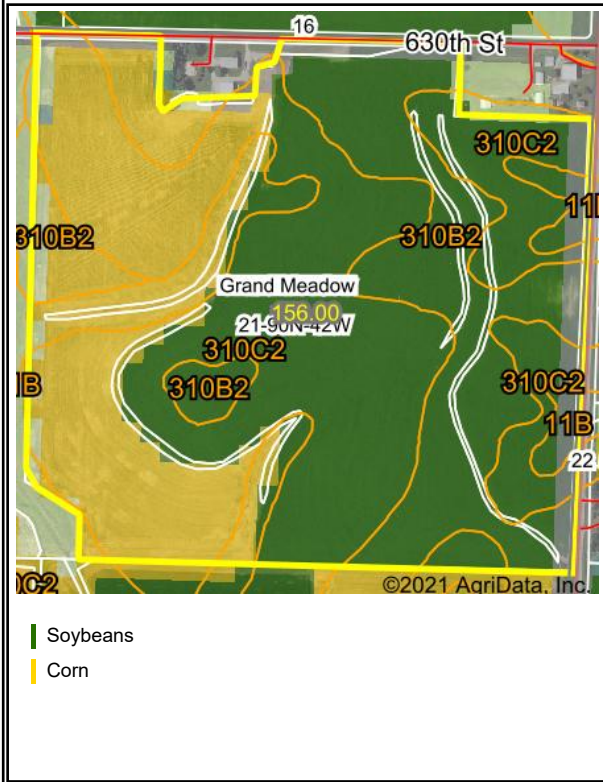 16
630th St
310C2
11
310B2
310B2
Grand Meadow
156.00
21-90N-42W
310C2
310B2
1B
310C2
11B
22
0C2
©2021 AgriData, Inc.
Soybeans
Corn